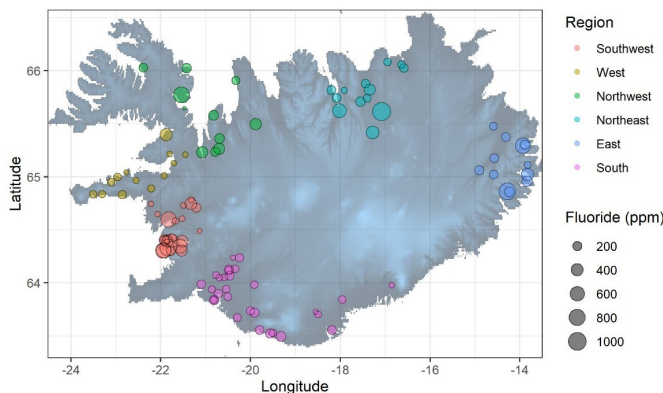 66
65
64
Latitude
-24
-22
-20
-18
-16
-14
Longitude
Region
Southwest
West
Northwest
Northeast
East
South
Fluoride (ppm)
200
400
600
800
1000